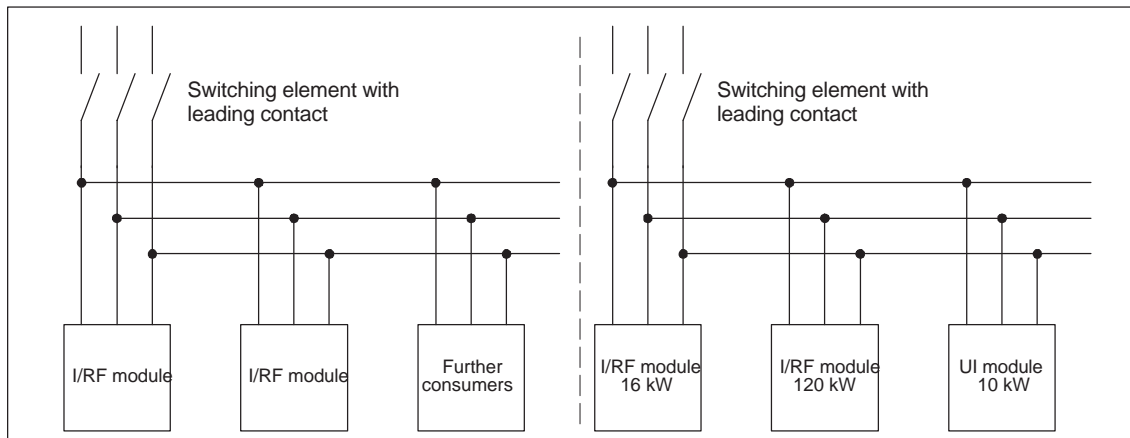 Switching element with
leading contact
I/RF module
I/RF module
Further
consumers
Switching element with
leading contact
I/RF module
16 kW
I/RF module
120 kW
UI module
10 kW